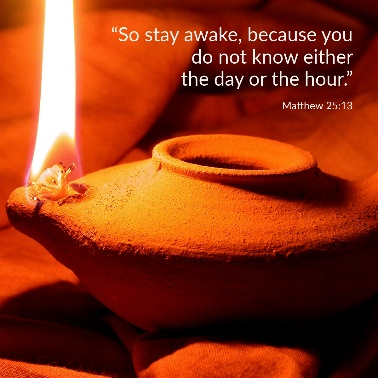 “So stay awake, because you
do not know either
the day or the hour.”
Matthew 25:13